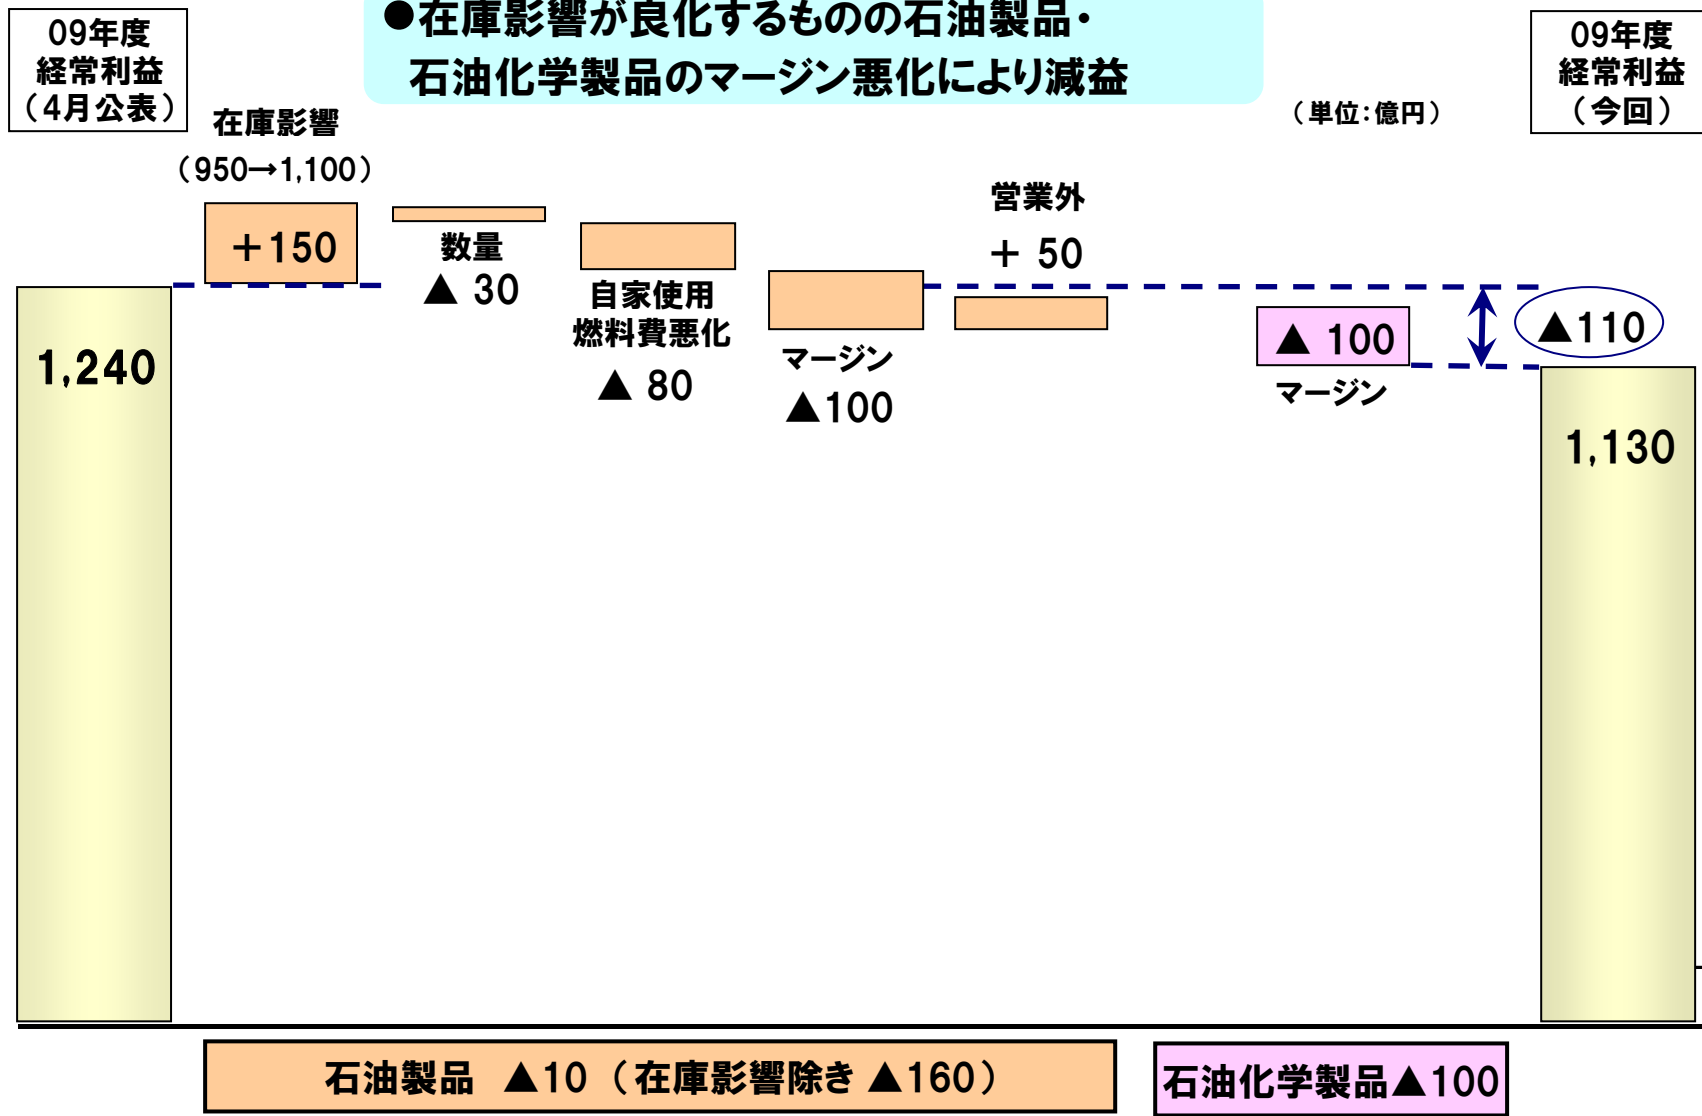 ●在庫影響が良化するものの石油製品・
石油化学製品のマージン悪化により減益
09年度
経常利益
（4月公表）
09年度
経常利益
（今回）
（単位：億円）
在庫影響
（950→1,100）
＋150
数量
▲ 30
自家使用
燃料費悪化
▲ 80
マージン
▲100
営業外
＋ 50
▲ 100
マージン
▲110
1,240
1,130
石油製品 ▲10（在庫影響除き ▲160）
石油化学製品▲100